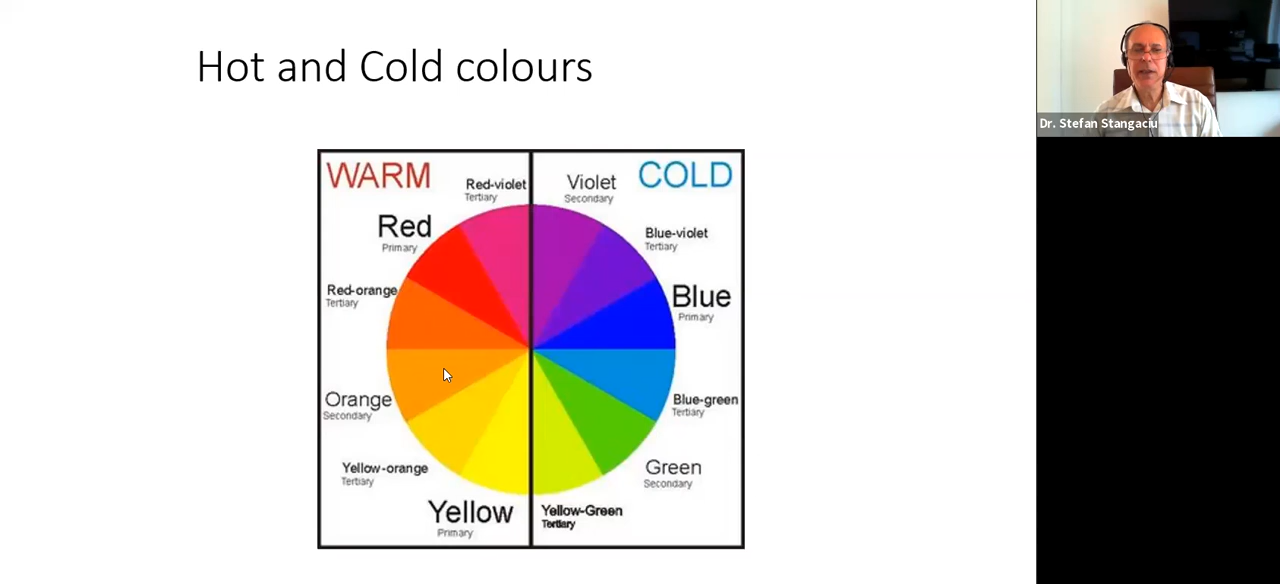 Hot and Cold colours
Dr. Stefan Stangaciu
WARM
COLD
Red-violet
Tertiary
Violet
Secondary
Red
Primary
Blue-violet
Tertiary
Red-orange
Tertiary
Blue
Primary
Orange
Secondary
Blue-green
Tertiary
Yellow-orange
Tertiary
Green
Secondary
Yellow
Primary
Yellow-Green
Tertiary